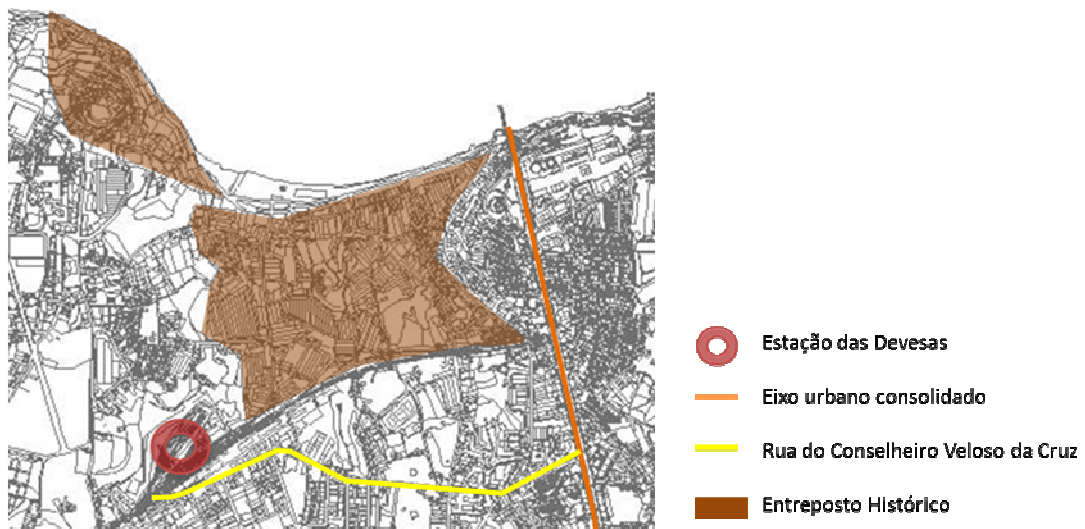 Estação das Devesas
Eixo urbano consolidado
Rua do Conselheiro Veloso da Cruz
Entreposto Histórico